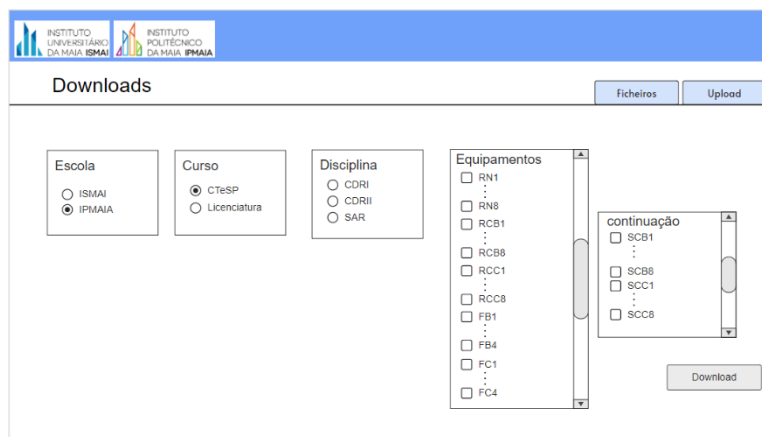 INSTITUTO
UNIVERSITÁRIO
DA MAIA ISMAI
INSTITUTO
POLITÉCNICO
DA MAIA IPMAIA
Downloads
Ficheiros
Upload
Escola
ISMAI
IPMAIA
Curso
CTeSP
Licenciatura
Disciplina
CDRI
CDRII
SAR
Equipamentos
RN1
RN8
RCB1
RCB8
RCC1
RCC8
FB1
FB4
FC1
FC4
continuação
SCB1
SCB8
SCC1
SCC8
Download